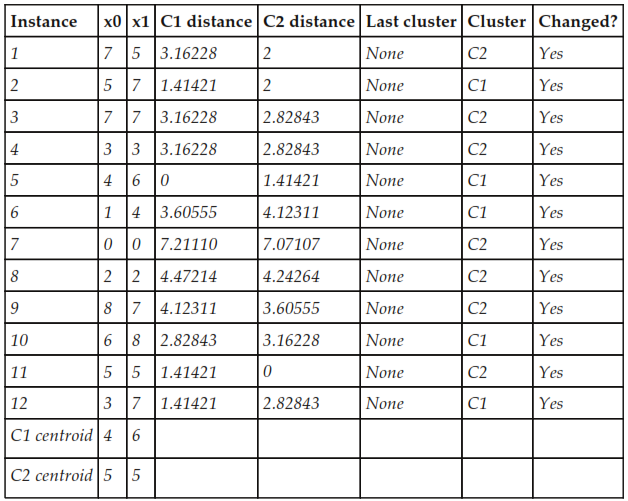 Instance x0 x1 C1 distance C2 distance Last cluster Cluster Changed?
1 7 5 3.16228 2 None C2 Yes
2 5 7 1.41421 2 None C1 Yes
3 7 7 3.16228 2.82843 None C2 Yes
4 3 3 3.16228 2.82843 None C2 Yes
5 4 6 0 1.41421 None C1 Yes
6 1 4 3.60555 4.12311 None C1 Yes
7 0 0 7.21110 7.07107 None C2 Yes
8 2 2 4.47214 4.24264 None C2 Yes
9 8 7 4.12311 3.60555 None C2 Yes
10 6 8 2.82843 3.16228 None C1 Yes
11 5 5 1.41421 0 None C2 Yes
12 3 7 1.41421 2.82843 None C1 Yes
C1 centroid 4 6
C2 centroid 5 5